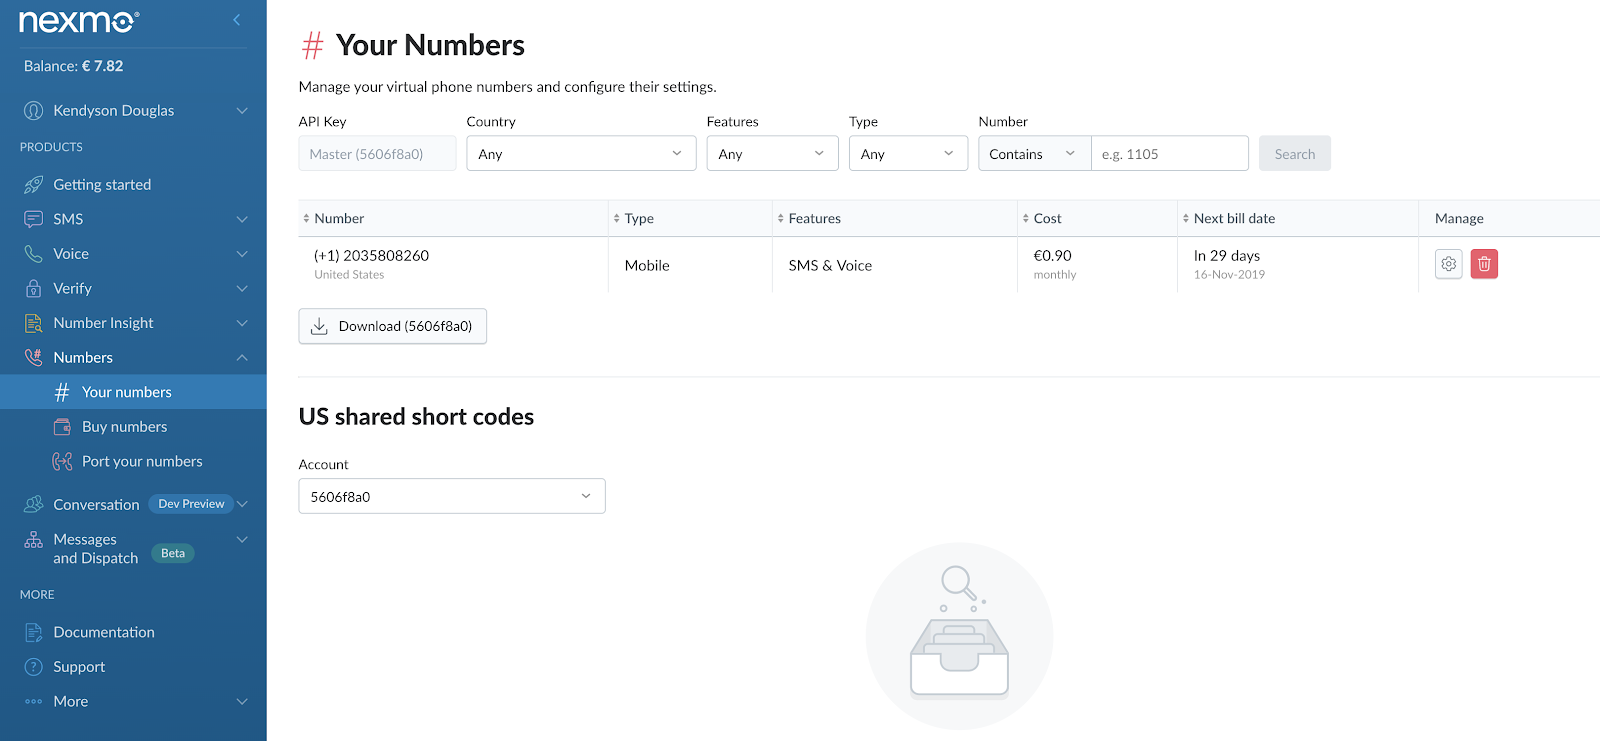 nexmo
Balance: € 7.82
Kendyson Douglas
PRODUCTS
Getting started
SMS
Voice
Verify
Number Insight
Numbers
Your numbers
Buy numbers
Port your numbers
Conversation Dev Preview
Messages
and Dispatch Beta
MORE
Documentation
Support
More
# Your Numbers
Manage your virtual phone numbers and configure their settings.
API Key Country Features Type Number
Master (5606f8a0) Any Any Any Contains e.g. 1105 Search
Number Type Features Cost Next bill date Manage
(+1) 2035808260 Mobile SMS & Voice €0.90 In 29 days
United States monthly 16-Nov-2019
Download (5606f8a0)
US shared short codes
Account
5606f8a0